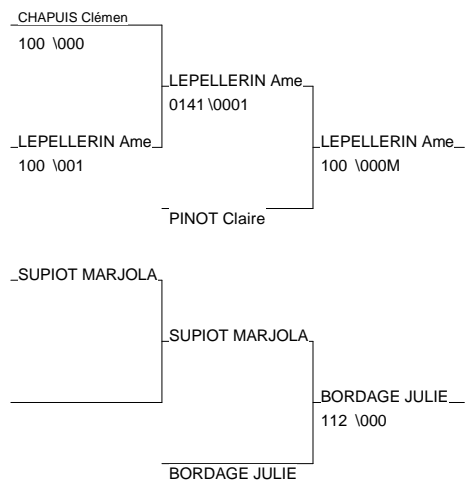 CHAPUIS Clémen
100 \000
LEPELLERIN Ame
0141 \0001
LEPELLERIN Ame
100 \001
LEPELLERIN Ame
100 \000M
PINOT Claire
SUPIOT MARJOLA
SUPIOT MARJOLA
BORDAGE JULIE
112 \000
BORDAGE JULIE